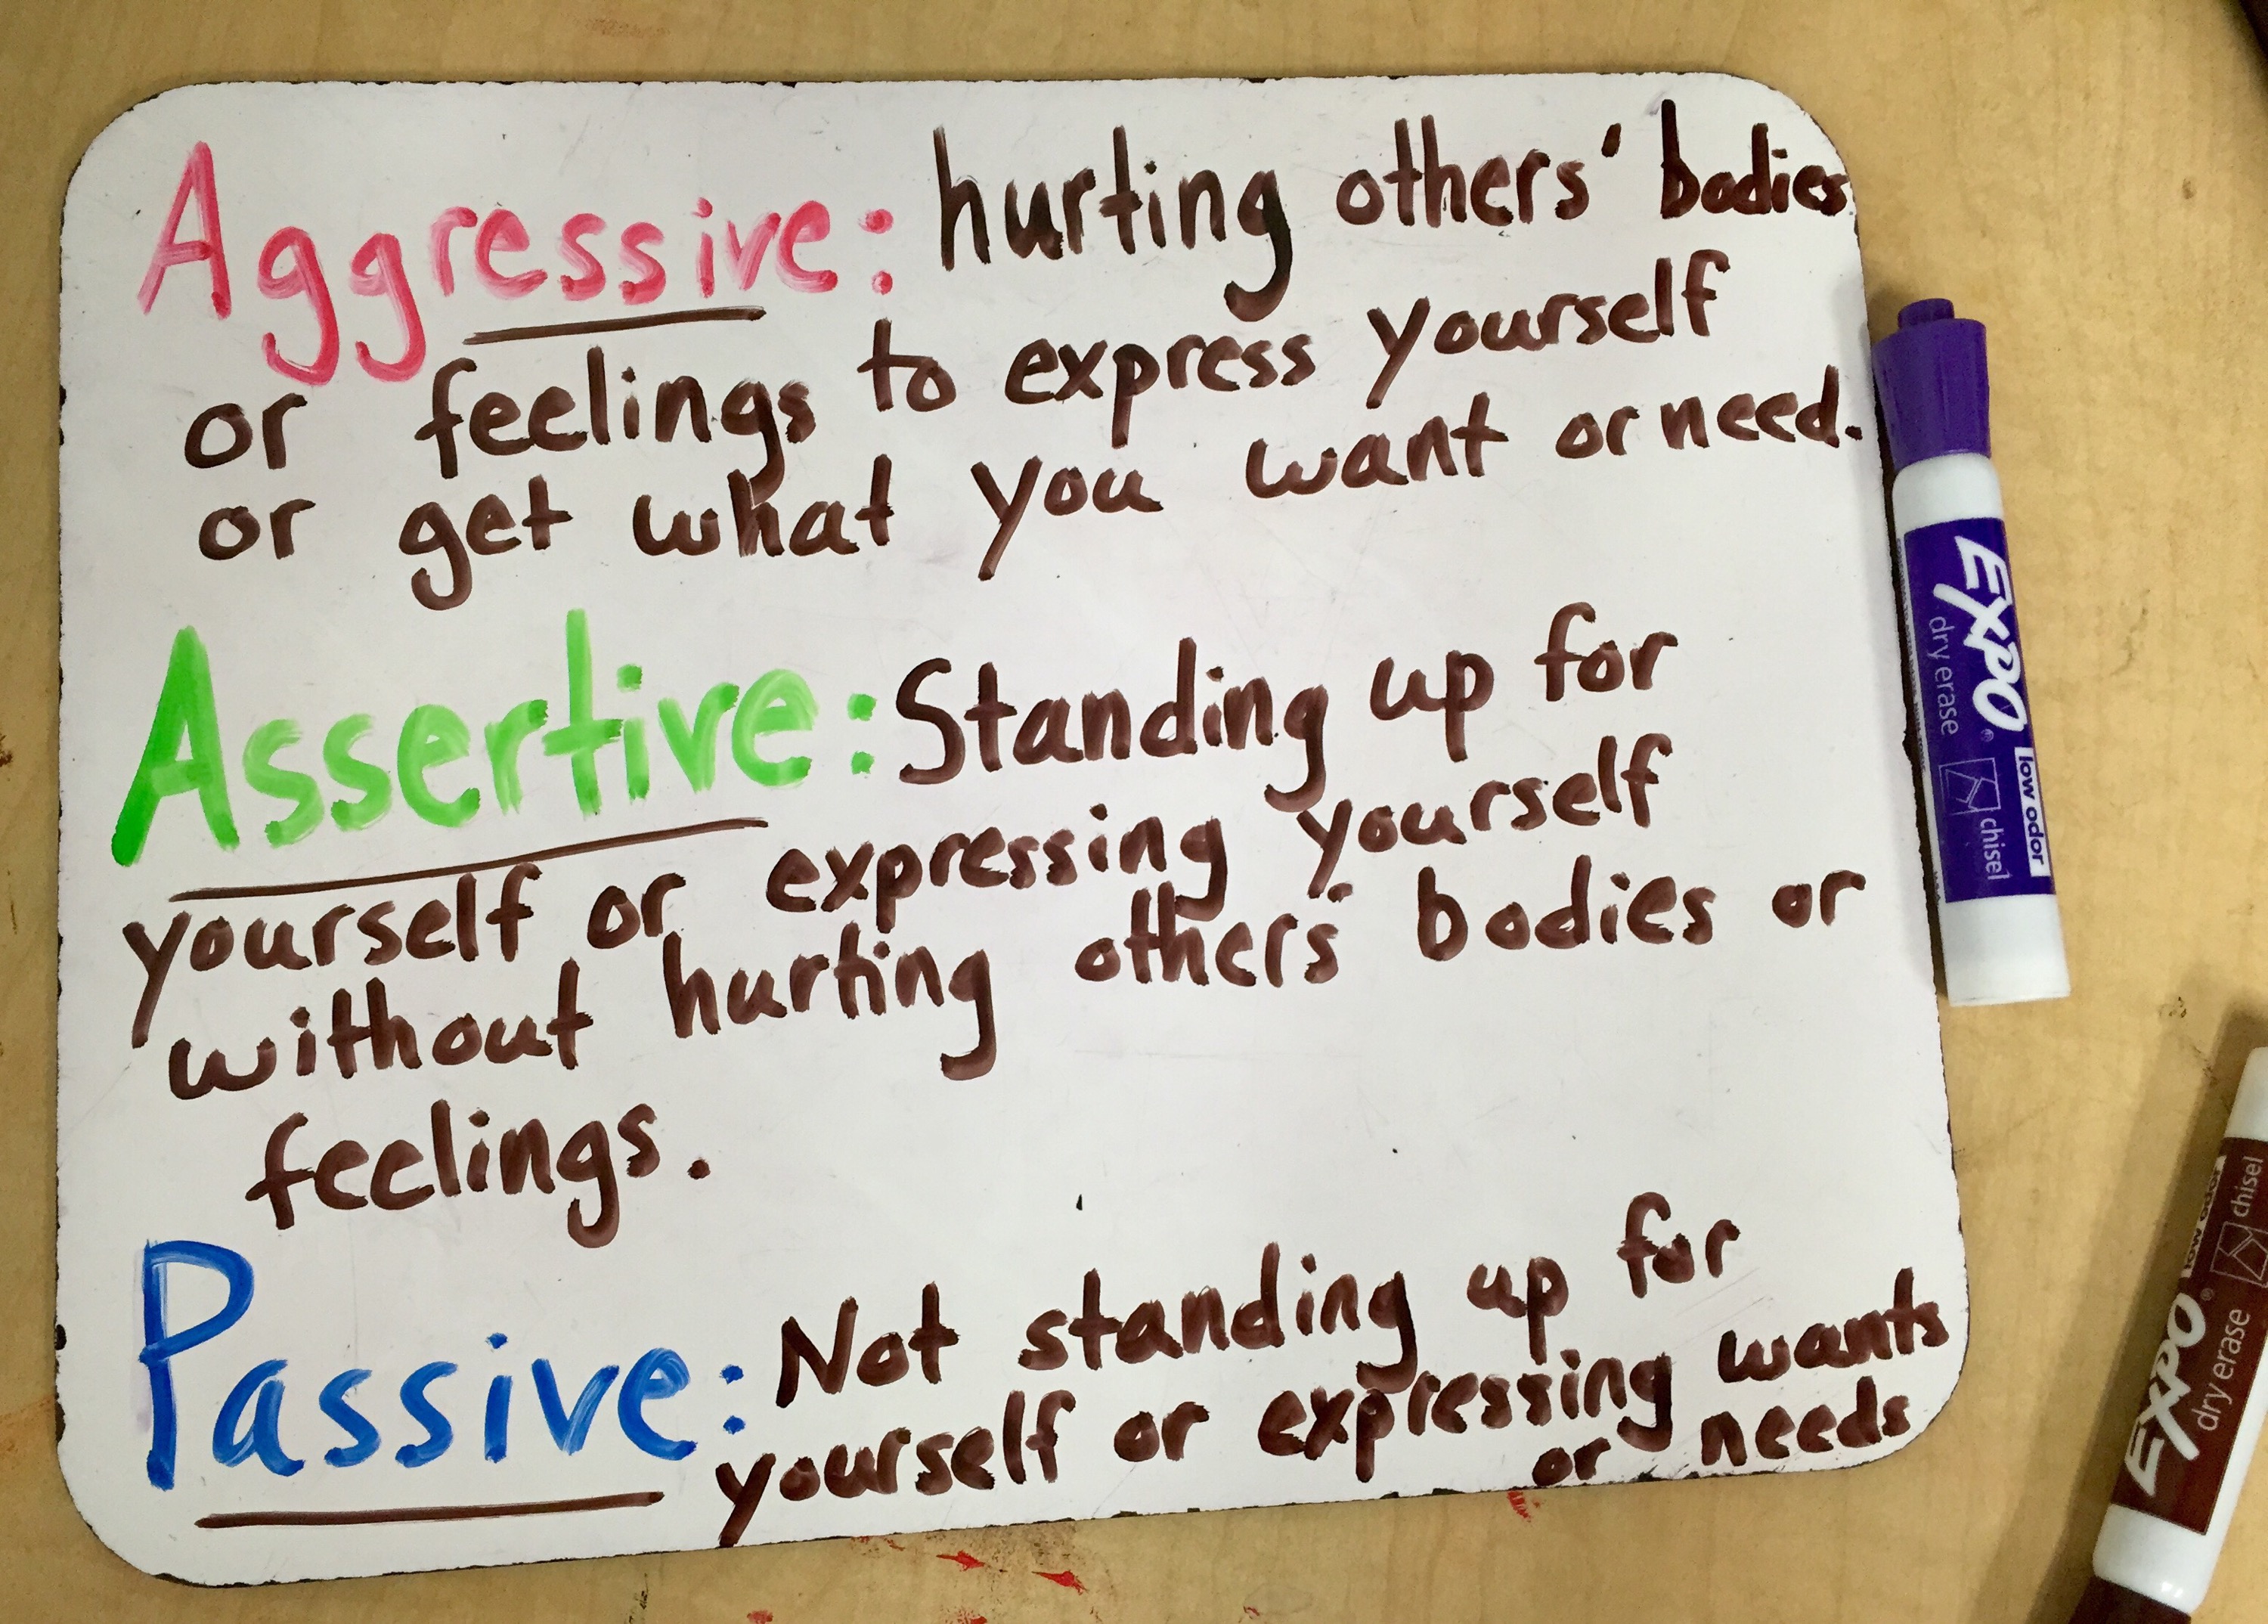 Aggressive: hurting others' bodies
or feelings to express yourself
or get what you want or need.
Assertive: Standing up for
yourself or expressing yourself
without hurting others' bodies or
feelings.
Passive: Not standing up for
yourself or expressing wants
or needs
EXPO®
dry erase
low odor
chisel
EXPO®
dry erase
low odor
chisel